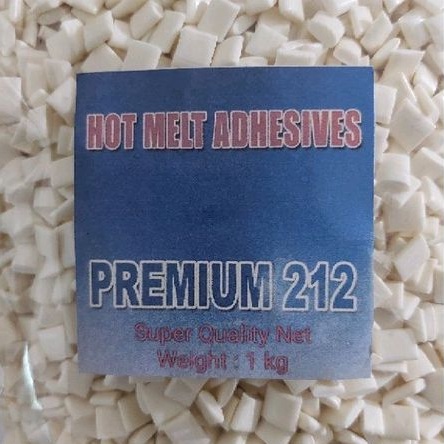 HOT MELT ADHESIVES
PREMIUM 212
Super Quality Net
Weight : 1 kg